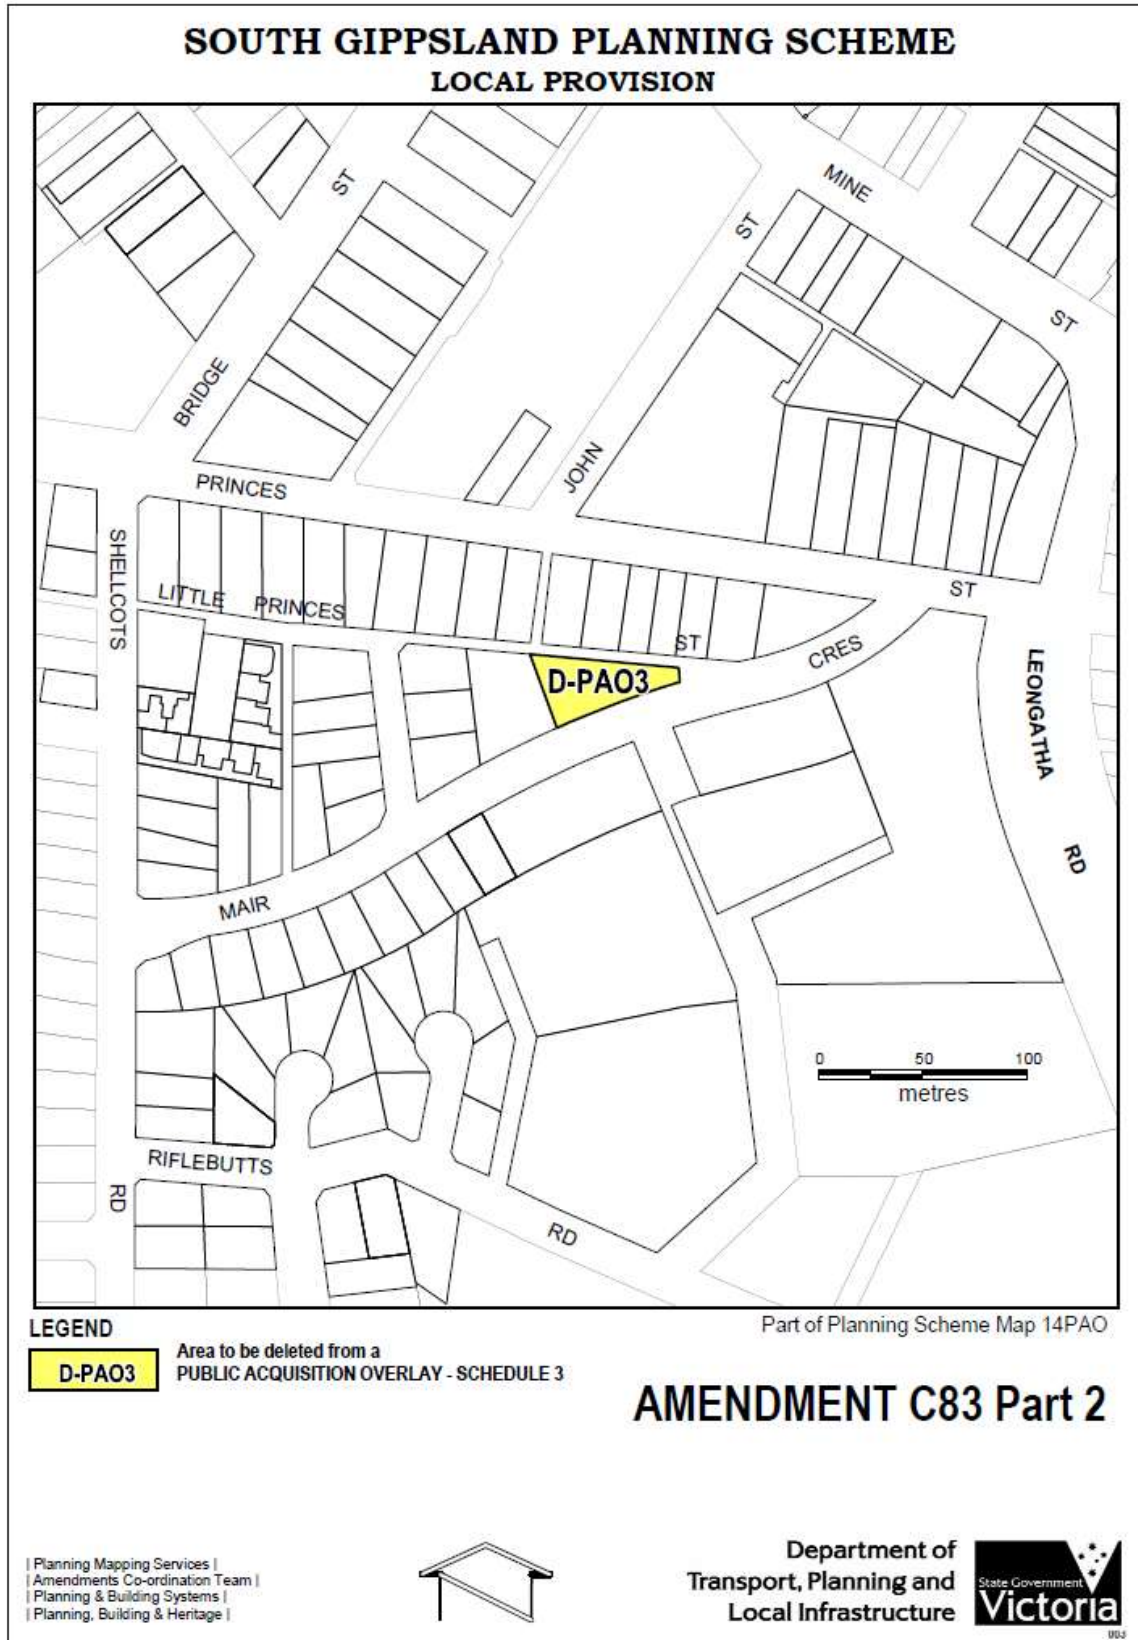 SOUTH GIPPSLAND PLANNING SCHEME
LOCAL PROVISION
MINE
ST
ST
ST
BRIDGE
JOHN
PRINCES
ST
SHELLCOTS
LITTLE PRINCES
ST
CRES
D-PAO3
LEONGATHA
RD
MAIR
0 50 100
metres
RIFLEBUTTS
RD
RD
LEGEND
Part of Planning Scheme Map 14PAO
D-PAO3
Area to be deleted from a
PUBLIC ACQUISITION OVERLAY - SCHEDULE 3
AMENDMENT C83 Part 2
| Planning Mapping Services |
| Amendments Co-ordination Team |
| Planning & Building Systems |
| Planning, Building & Heritage |
Department of
Transport, Planning and
Local Infrastructure
State Government
Victoria
003